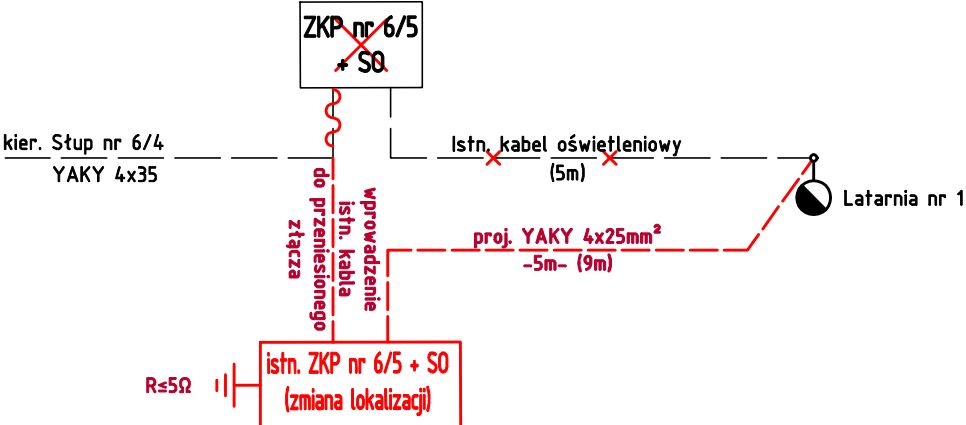 ZKP nr 6/5
+ SO
kier. Słup nr 6/4
YAKY 4x35
Istn. kabel oświetleniowy
(5m)
Latarnia nr 1
wprowadzenie
istn. kabla
do przeniesionego
złącza
proj. YAKY 4x25mm²
-5m- (9m)
istn. ZKP nr 6/5 + SO
(zmiana lokalizacji)
R≤5Ω